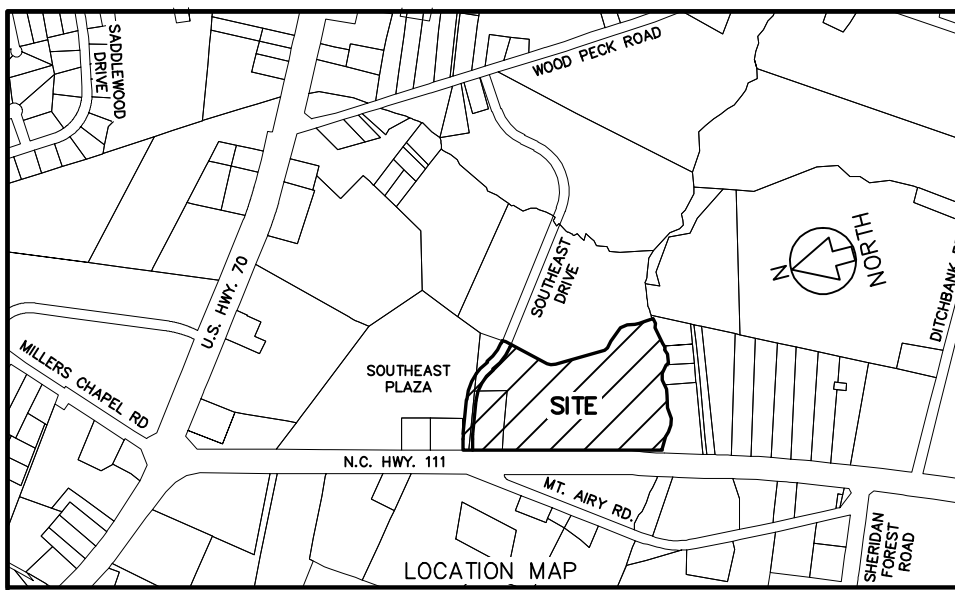 SADDLEWOOD
DRIVE
WOOD PECK ROAD
N
NORTH
SOUTHEAST
DRIVE
U.S. HWY. 70
DITCHBANK
MILLERS CHAPEL RD
SOUTHEAST
PLAZA
SITE
N.C. HWY. 111
MT. AIRY RD.
SHERIDAN
FOREST
ROAD
LOCATION MAP